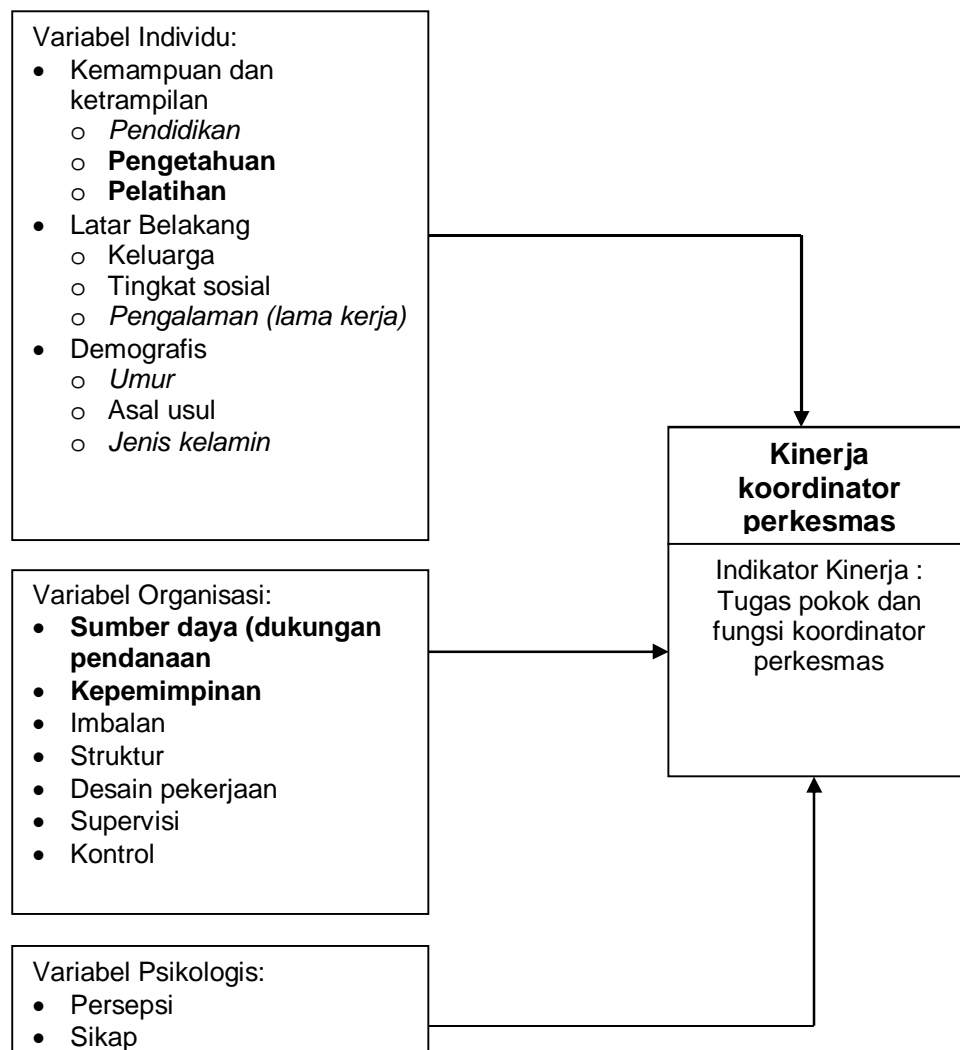 Variabel Individu:
• Kemampuan dan
ketrampilan
o Pendidikan
o Pengetahuan
o Pelatihan
• Latar Belakang
o Keluarga
o Tingkat sosial
o Pengalaman (lama kerja)
• Demografis
o Umur
o Asal usul
o Jenis kelamin
Variabel Organisasi:
• Sumber daya (dukungan
pendanaan
• Kepemimpinan
• Imbalan
• Struktur
• Desain pekerjaan
• Supervisi
• Kontrol
Variabel Psikologis:
• Persepsi
• Sikap
Kinerja
koordinator
perkesmas
Indikator Kinerja :
Tugas pokok dan
fungsi koordinator
perkesmas